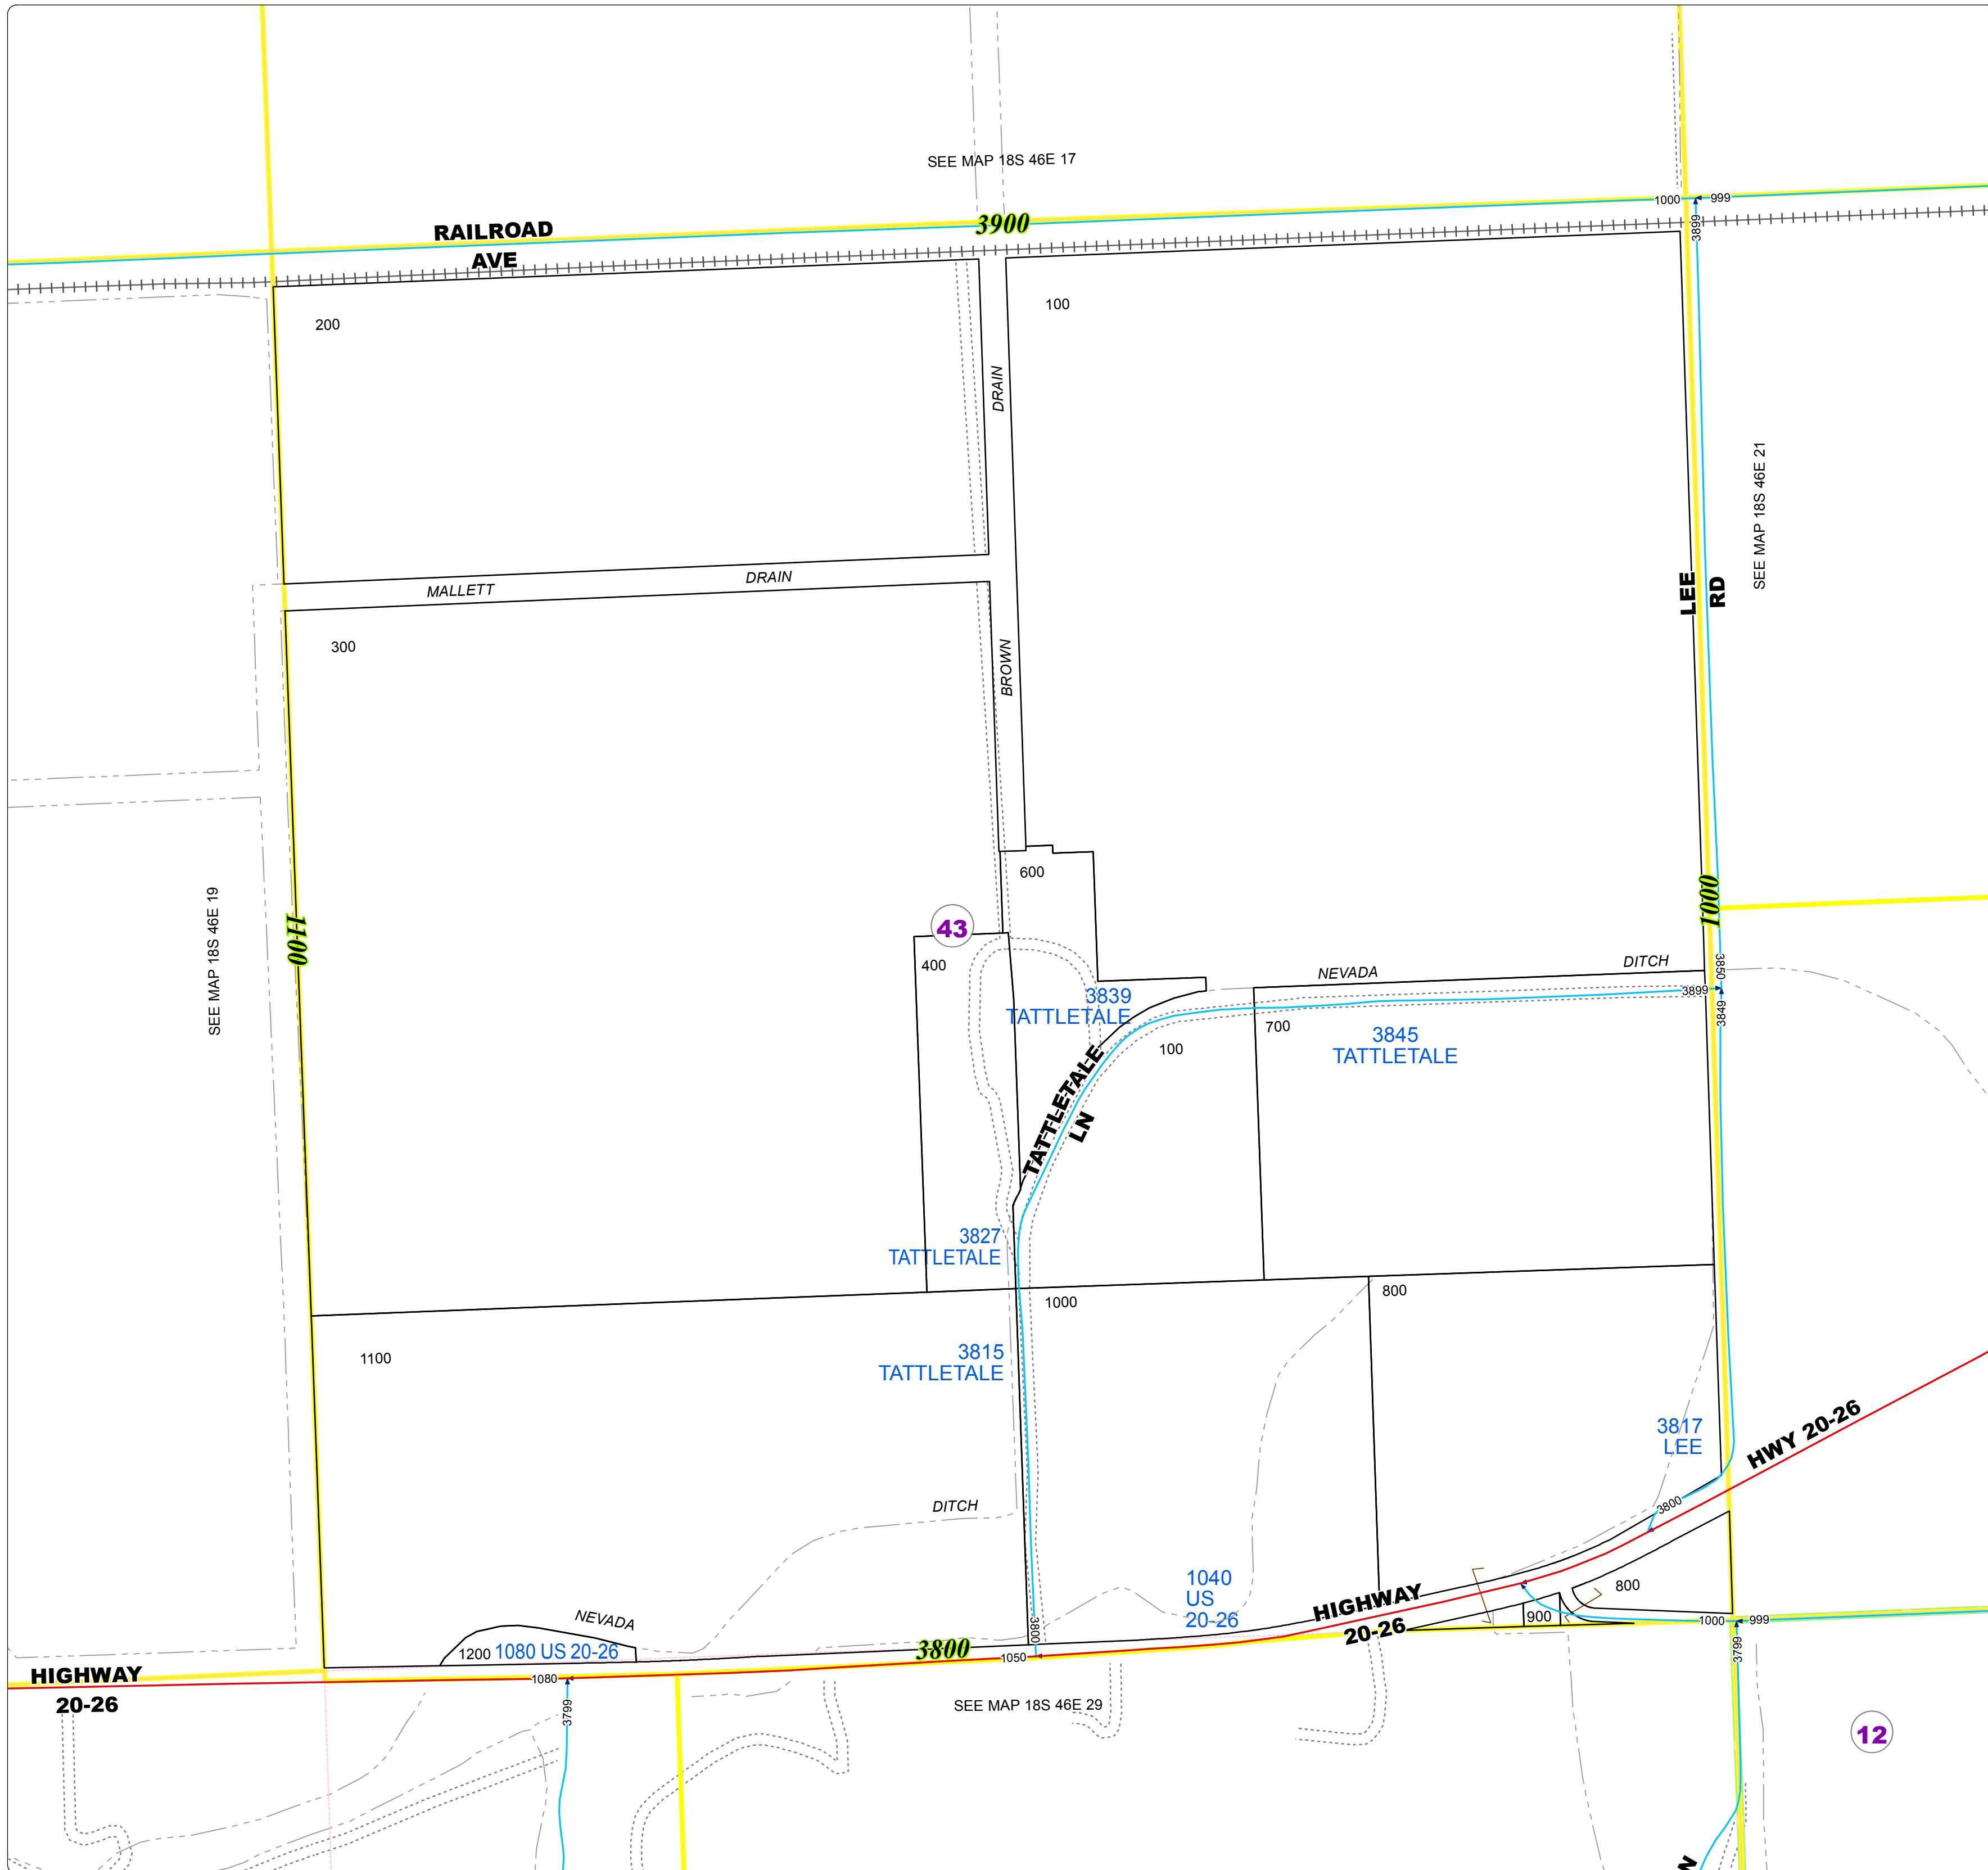 SEE MAP 18S 46E 17
1000
999
3899
3900
RAILROAD
AVE
200
100
DRAIN
SEE MAP 18S 46E 21
MALLETT
DRAIN
LEE
RD
300
BROWN
600
1000
SEE MAP 18S 46E 19
1100
43
400
3850
NEVADA
DITCH
3899
3849
3839
TATTLETALE
700
3845
TATTLETALE
100
TATTLETALE
LN
3827
TATTLETALE
1000
800
1100
3815
TATTLETALE
3817
LEE
HWY 20-26
DITCH
3800
1040
US
20-26
HIGHWAY
20-26
800
900
1000
999
3799
NEVADA
1200
1080 US 20-26
3800
3800
1050
HIGHWAY
20-26
1080
3799
SEE MAP 18S 46E 29
12
N